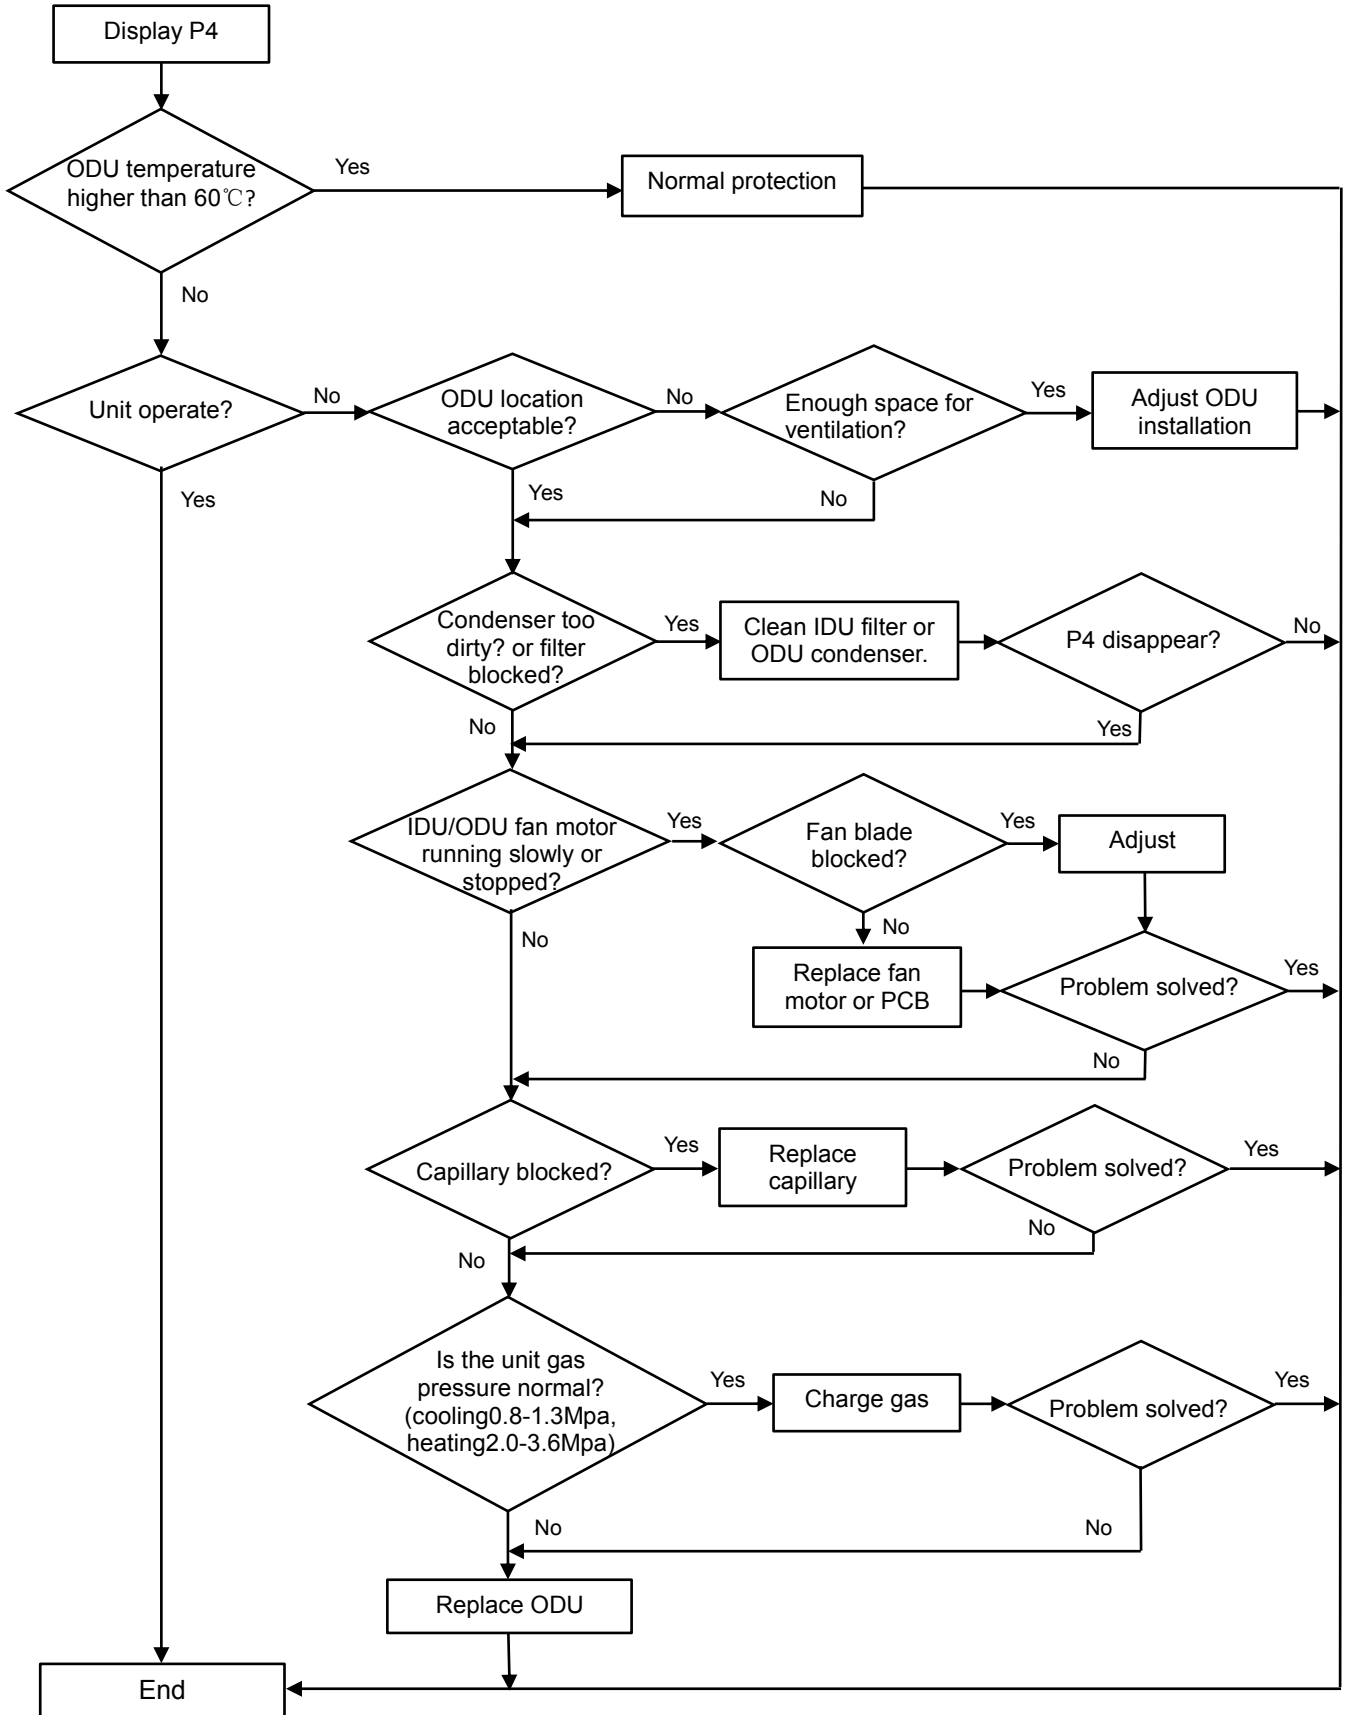 Display P4
ODU temperature
higher than 60℃?
Yes
Normal protection
No
Unit operate?
No
ODU location
acceptable?
No
Enough space for
ventilation?
Yes
Adjust ODU
installation
Yes
Yes
No
Condenser too
dirty? or filter
blocked?
Yes
Clean IDU filter or
ODU condenser.
P4 disappear?
No
No
Yes
IDU/ODU fan motor
running slowly or
stopped?
Yes
Fan blade
blocked?
Yes
Adjust
No
No
Replace fan
motor or PCB
Problem solved?
Yes
No
Capillary blocked?
Yes
Replace
capillary
Problem solved?
Yes
No
No
Is the unit gas
pressure normal?
(cooling0.8-1.3Mpa,
heating2.0-3.6Mpa)
Yes
Charge gas
Problem solved?
Yes
No
No
Replace ODU
End